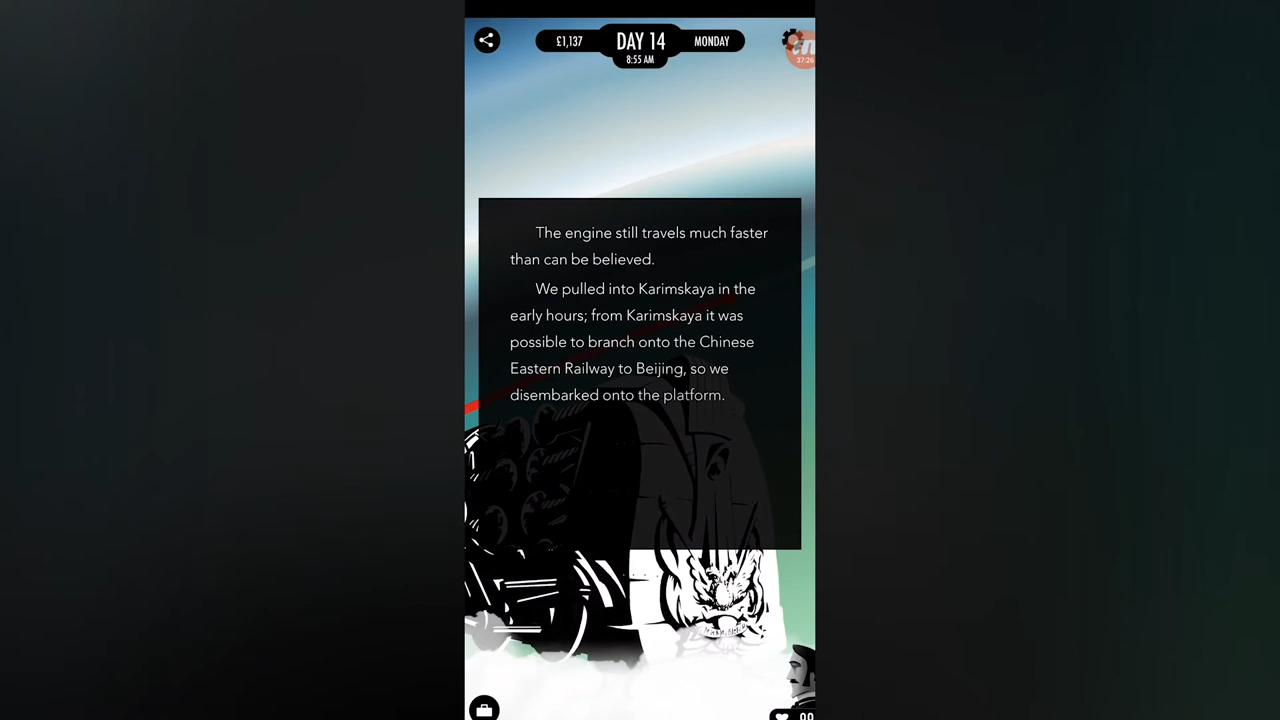 £1,137
DAY 14
MONDAY
8:55 AM
37:26
The engine still travels much faster
than can be believed.
We pulled into Karimskaya in the
early hours; from Karimskaya it was
possible to branch onto the Chinese
Eastern Railway to Beijing, so we
disembarked onto the platform.